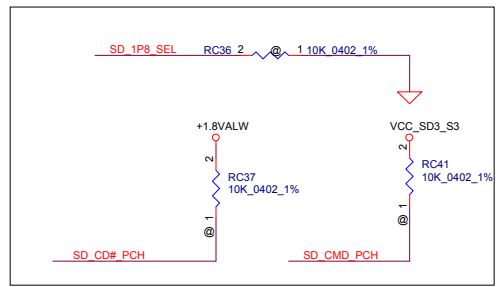 SD_1P8_SEL RC36 2 @ 1 10K_0402_1%
+1.8VALW VCC_SD3_S3
2 2
RC37 RC41
10K_0402_1% 10K_0402_1%
@ 1 @ 1
SD_CD#_PCH SD_CMD_PCH